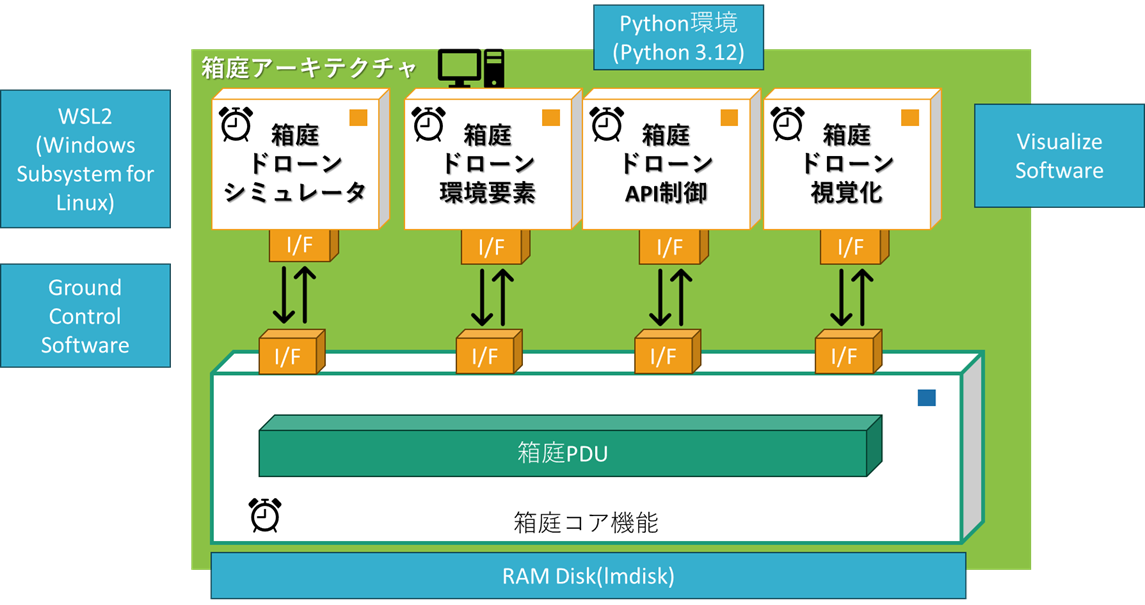 Python環境
(Python 3.12)
箱庭アーキテクチャ
WSL2
(Windows
Subsystem for
Linux)
箱庭
ドローン
シミュレータ
箱庭
ドローン
環境要素
箱庭
ドローン
API制御
箱庭
ドローン
視覚化
Visualize
Software
I/F
I/F
I/F
I/F
Ground
Control
Software
I/F
I/F
I/F
I/F
箱庭PDU
箱庭コア機能
RAM Disk(lmdisk)